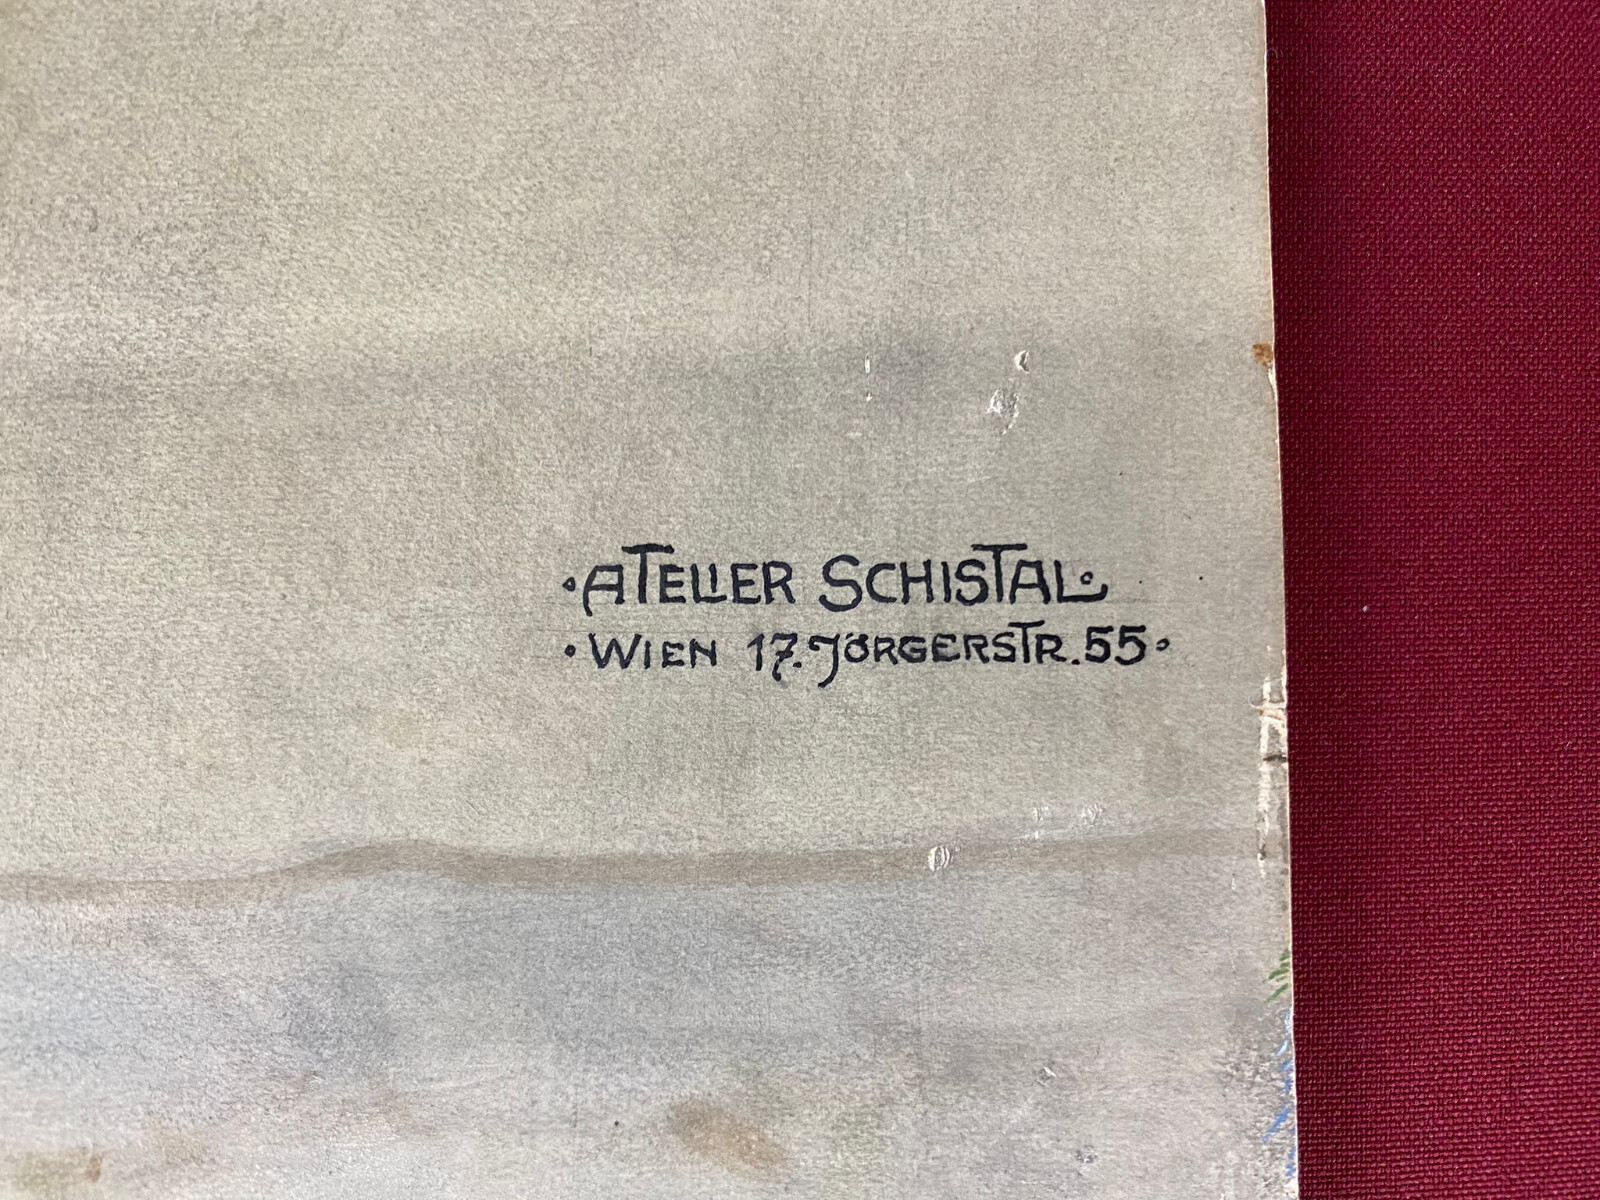 ·ATELIER SCHISTAL·
·WIEN 17. JÖRGERSTR. 55·